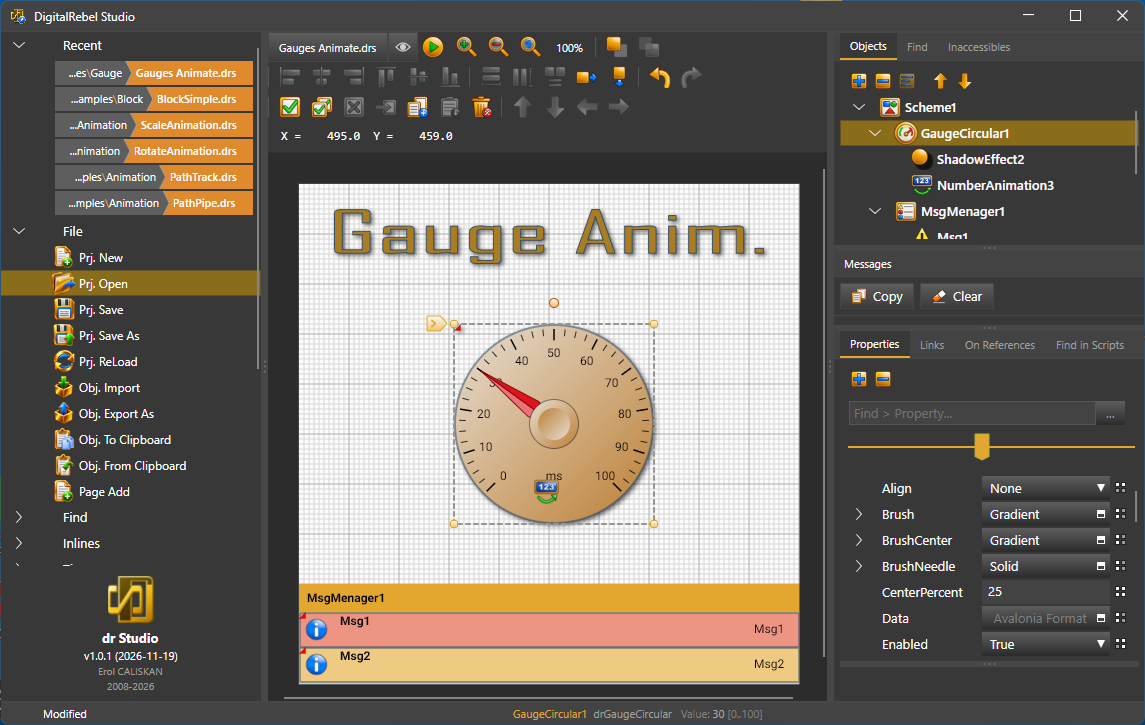 DigitalRebel Studio
Recent
...es\Gauge Gauges Animate.drs
...amples\Block BlockSimple.drs
...Animation ScaleAnimation.drs
...nimation RotateAnimation.drs
...ples\Animation PathTrack.drs
...mples\Animation PathPipe.drs
File
Prj. New
Prj. Open
Prj. Save
Prj. Save As
Prj. ReLoad
Obj. Import
Obj. Export As
Obj. To Clipboard
Obj. From Clipboard
Page Add
Find
Inlines
dr Studio
v1.0.1 (2026-11-19)
Erol CALISKAN
2008-2026
Modified
Gauges Animate.drs 100%
X = 495.0 Y = 459.0
Gauge Anim.
0 10 20 30 40 50 60 70 80 90 100
ms
123
MsgMenager1
Msg1 Msg1
Msg2 Msg2
GaugeCircular1 drGaugeCircular Value: 30 [0..100]
Objects Find Inaccessibles
Scheme1
GaugeCircular1
ShadowEffect2
123 NumberAnimation3
MsgMenager1
Msg1
Messages
Copy Clear
Properties Links On References Find in Scripts
Find > Property... ...
Align None
Brush Gradient
BrushCenter Gradient
BrushNeedle Solid
CenterPercent 25
Data Avalonia Format
Enabled True